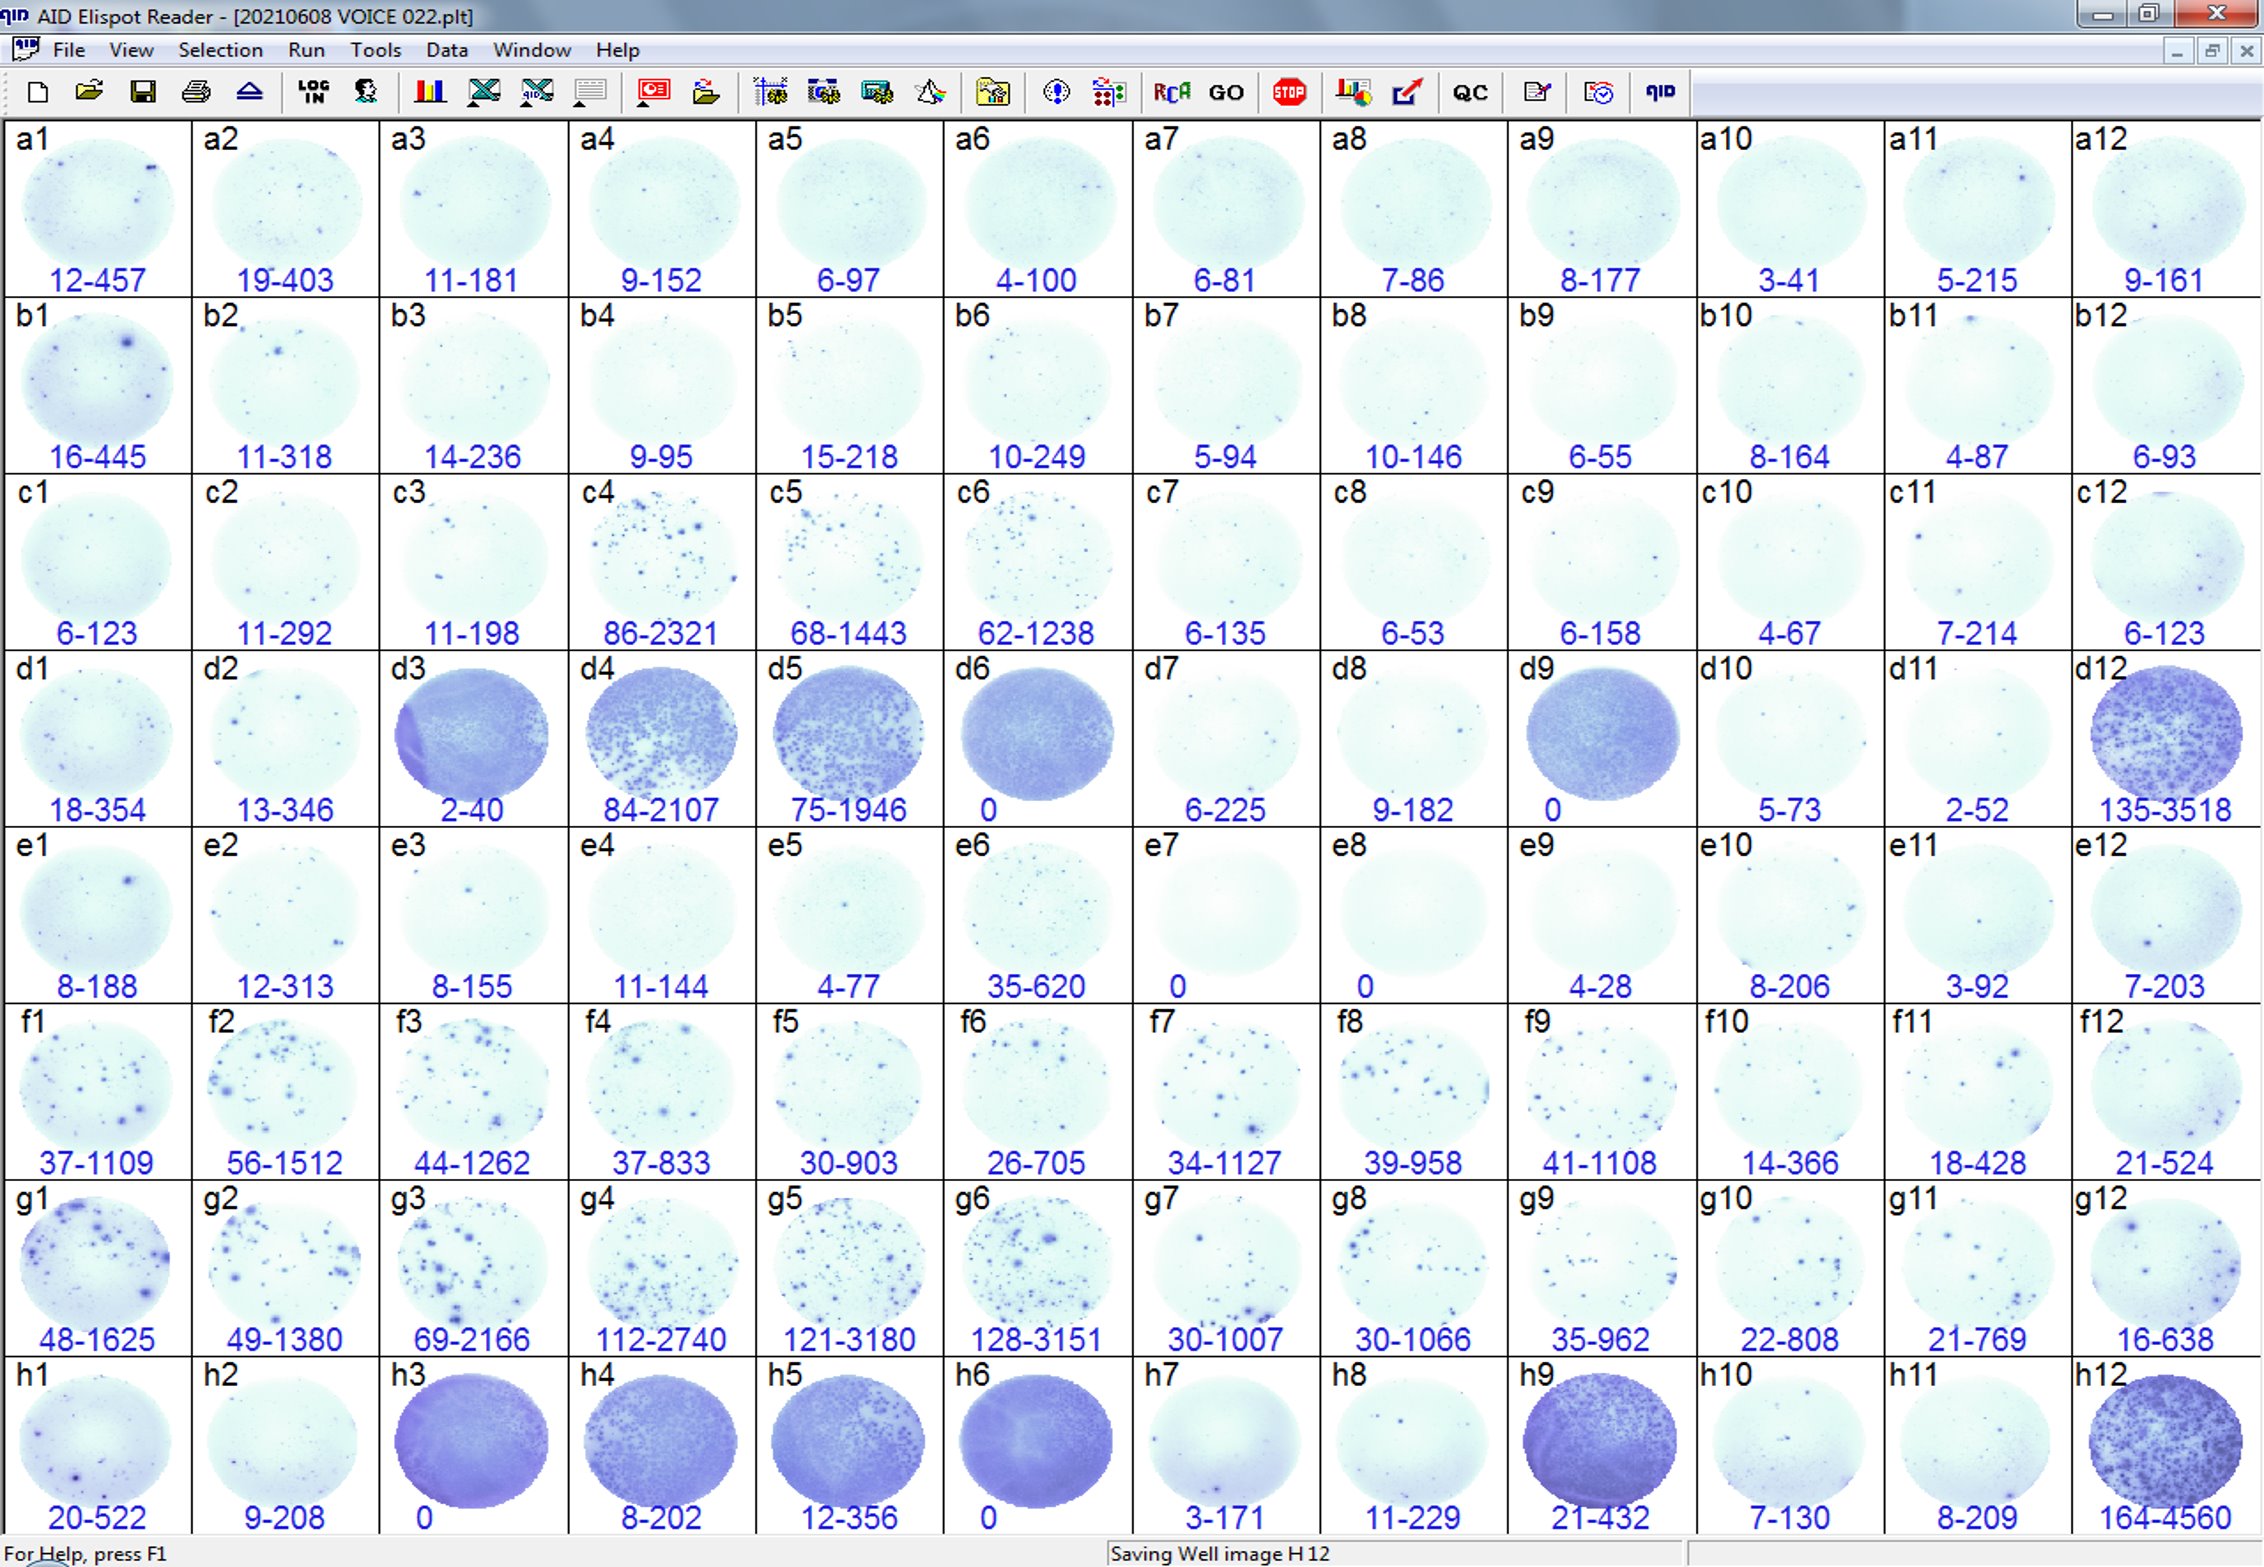 AID Elispot Reader - [20210608 VOICE 022.plt]
File View Selection Run Tools Data Window Help
LOG IN RCA GO STOP QC AID
a1 a2 a3 a4 a5 a6 a7 a8 a9 a10 a11 a12
12-457 19-403 11-181 9-152 6-97 4-100 6-81 7-86 8-177 3-41 5-215 9-161
b1 b2 b3 b4 b5 b6 b7 b8 b9 b10 b11 b12
16-445 11-318 14-236 9-95 15-218 10-249 5-94 10-146 6-55 8-164 4-87 6-93
c1 c2 c3 c4 c5 c6 c7 c8 c9 c10 c11 c12
6-123 11-292 11-198 86-2321 68-1443 62-1238 6-135 6-53 6-158 4-67 7-214 6-123
d1 d2 d3 d4 d5 d6 d7 d8 d9 d10 d11 d12
18-354 13-346 2-40 84-2107 75-1946 0 6-225 9-182 0 5-73 2-52 135-3518
e1 e2 e3 e4 e5 e6 e7 e8 e9 e10 e11 e12
8-188 12-313 8-155 11-144 4-77 35-620 0 0 4-28 8-206 3-92 7-203
f1 f2 f3 f4 f5 f6 f7 f8 f9 f10 f11 f12
37-1109 56-1512 44-1262 37-833 30-903 26-705 34-1127 39-958 41-1108 14-366 18-428 21-524
g1 g2 g3 g4 g5 g6 g7 g8 g9 g10 g11 g12
48-1625 49-1380 69-2166 112-2740 121-3180 128-3151 30-1007 30-1066 35-962 22-808 21-769 16-638
h1 h2 h3 h4 h5 h6 h7 h8 h9 h10 h11 h12
20-522 9-208 0 8-202 12-356 0 3-171 11-229 21-432 7-130 8-209 164-4560
For Help, press F1 Saving Well image H 12